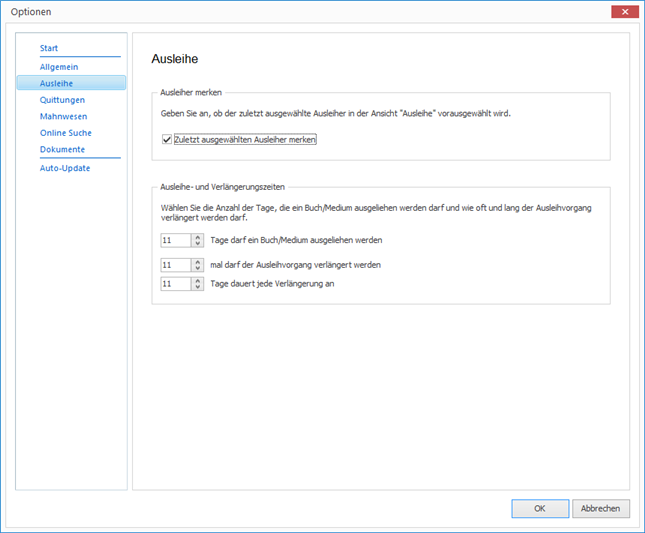 Optionen
Start
Allgemein
Ausleihe
Quittungen
Mahnwesen
Online Suche
Dokumente
Auto-Update
Ausleihe
Ausleiher merken
Geben Sie an, ob der zuletzt ausgewählte Ausleiher in der Ansicht "Ausleihe" vorausgewählt wird.
Zuletzt ausgewählten Ausleiher merken
Ausleihe- und Verlängerungszeiten
Wählen Sie die Anzahl der Tage, die ein Buch/Medium ausgeliehen werden darf und wie oft und lang der Ausleihvorgang
verlängert werden darf.
11 Tage darf ein Buch/Medium ausgeliehen werden
11 mal darf der Ausleihvorgang verlängert werden
11 Tage dauert jede Verlängerung an
OK Abbrechen